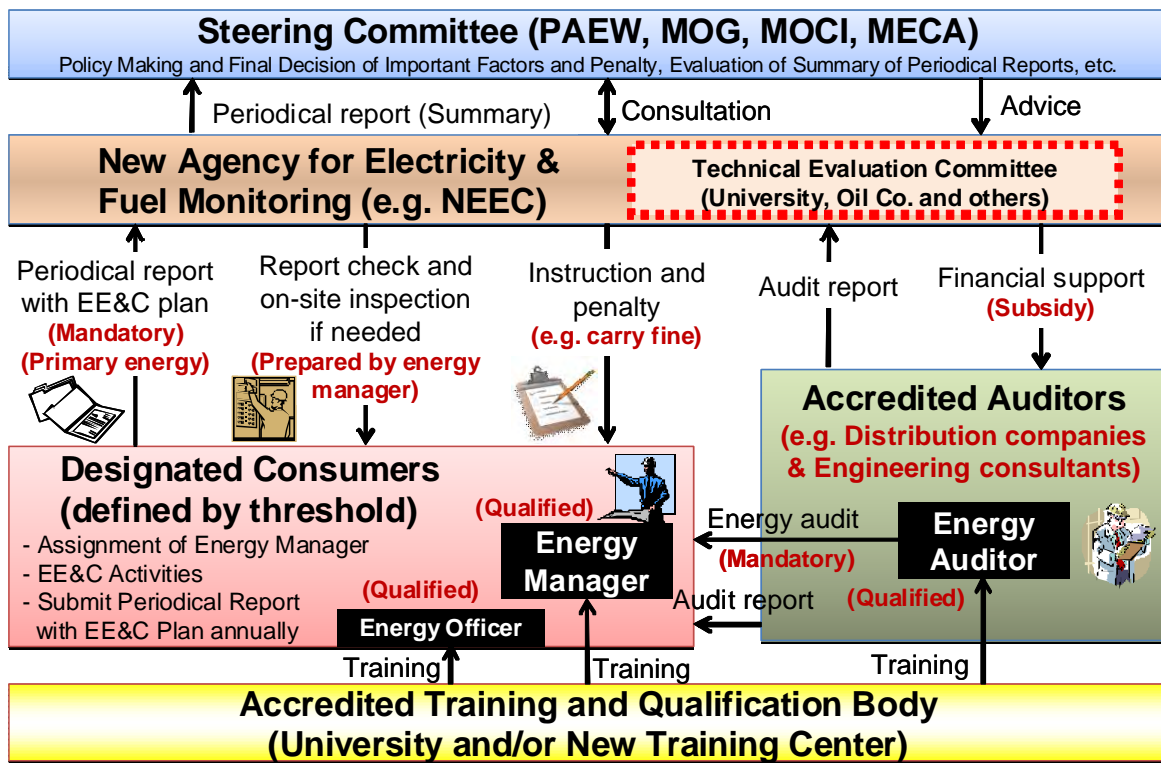 Steering Committee (PAEW, MOG, MOCI, MECA)
Policy Making and Final Decision of Important Factors and Penalty, Evaluation of Summary of Periodical Reports, etc.
Periodical report (Summary)
Consultation
Advice
New Agency for Electricity &
Fuel Monitoring (e.g. NEEC)
Technical Evaluation Committee
(University, Oil Co. and others)
Periodical report
with EE&C plan
(Mandatory)
(Primary energy)
Report check and
on-site inspection
if needed
(Prepared by energy
manager)
Instruction and
penalty
(e.g. carry fine)
Audit report
Financial support
(Subsidy)
Designated Consumers
(defined by threshold)
- Assignment of Energy Manager
- EE&C Activities
- Submit Periodical Report
with EE&C Plan annually
(Qualified)
Energy
Manager
(Qualified)
Energy Officer
Accredited Auditors
(e.g. Distribution companies
& Engineering consultants)
Energy audit
(Mandatory)
Energy
Auditor
(Qualified)
Audit report
Training
Training
Training
Accredited Training and Qualification Body
(University and/or New Training Center)